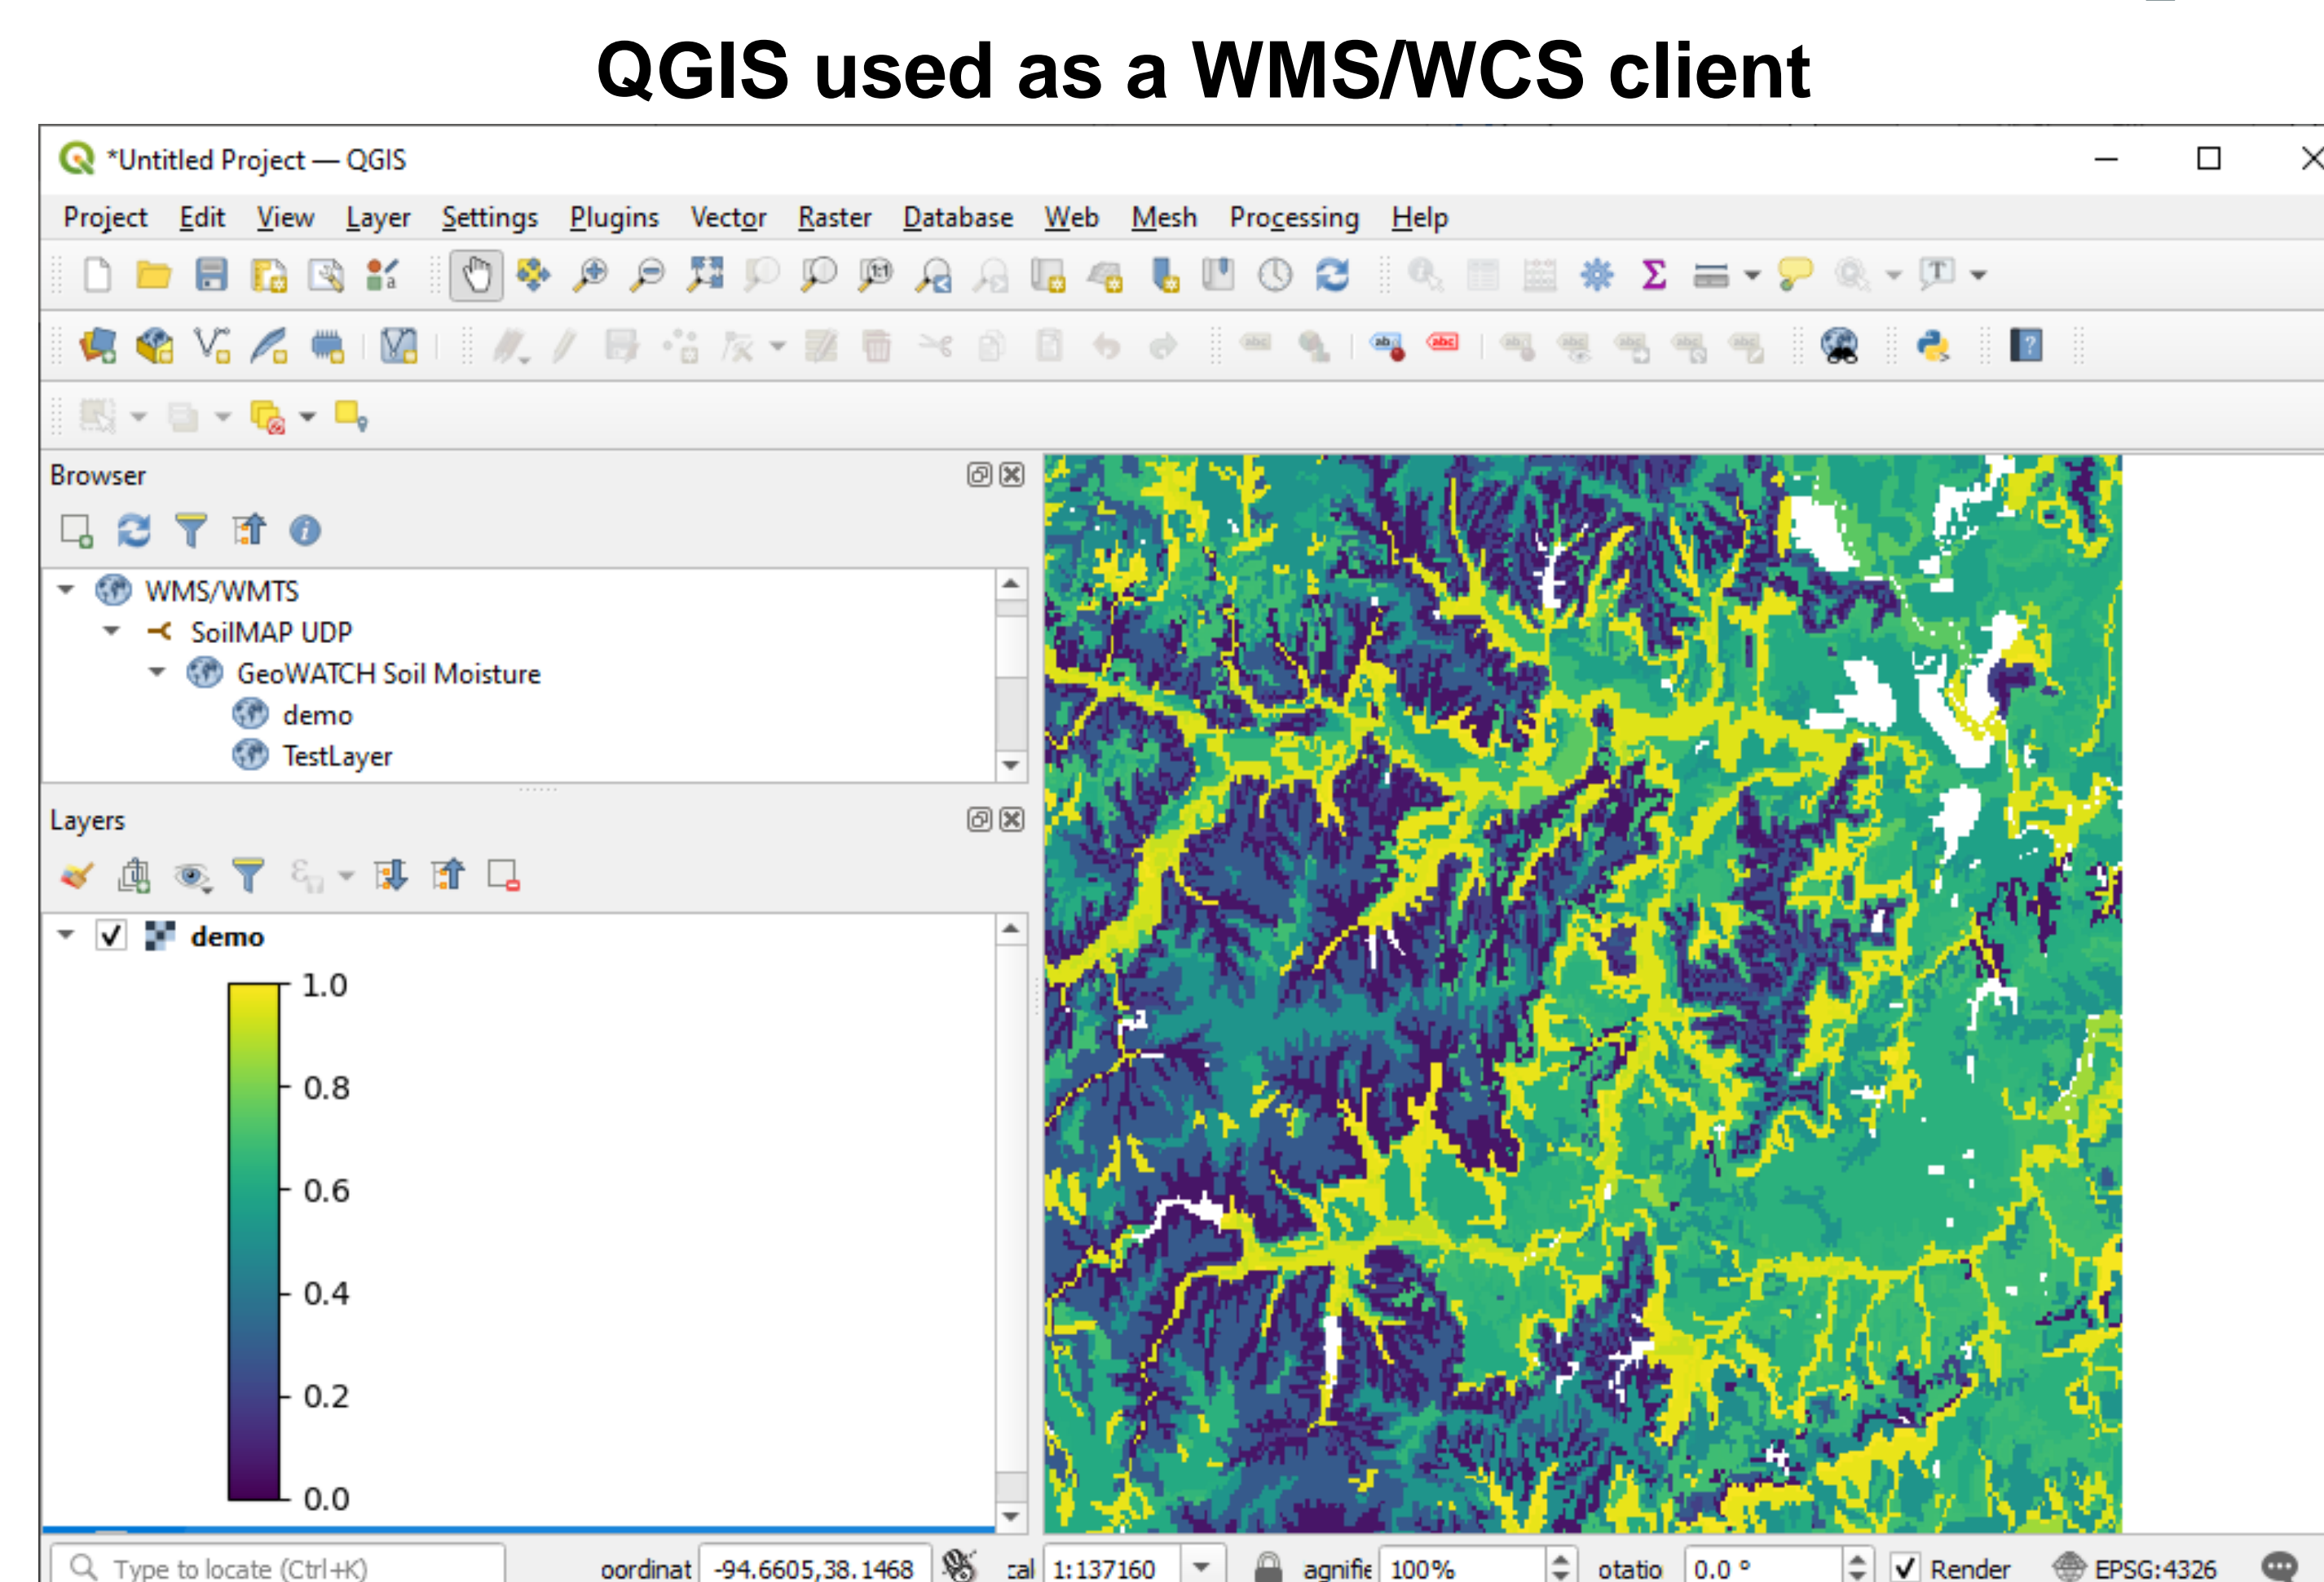 QGIS used as a WMS/WCS client
*Untitled Project — QGIS
Project Edit View Layer Settings Plugins Vector Raster Database Web Mesh Processing Help
Browser
WMS/WMTS
SoilMAP UDP
GeoWATCH Soil Moisture
demo
TestLayer
Layers
demo
1.0
0.8
0.6
0.4
0.2
0.0
Type to locate (Ctrl+K) oordinat -94.6605,38.1468 cal 1:137160 agnifie 100% otatio 0.0 ° Render EPSG:4326